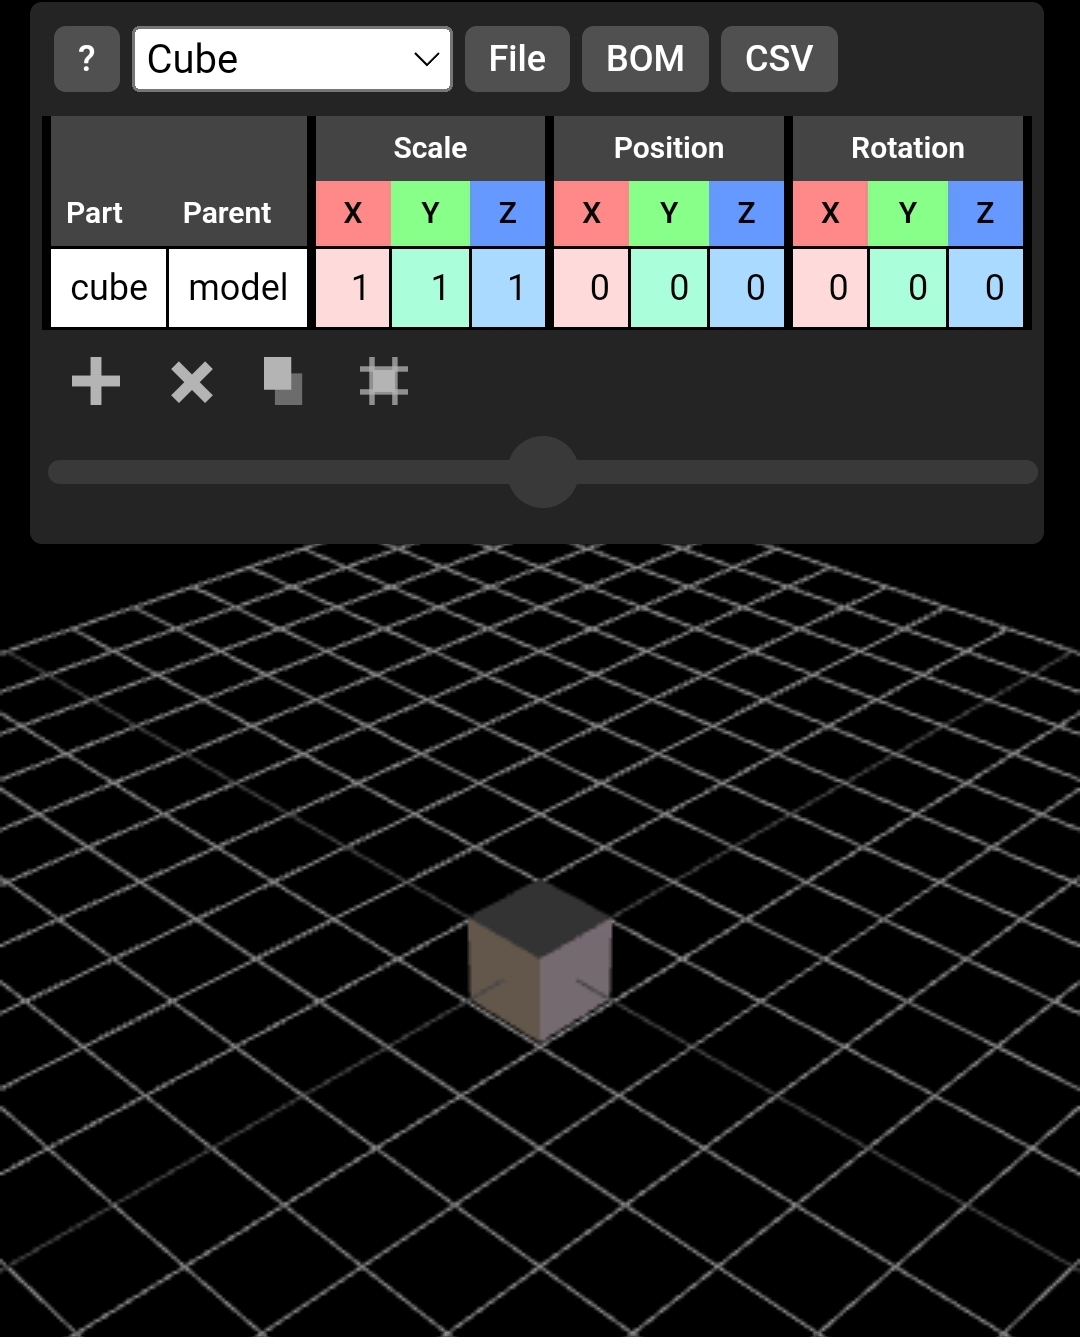 ? Cube File BOM CSV
Scale Position Rotation
Part Parent X Y Z X Y Z X Y Z
cube model 1 1 1 0 0 0 0 0 0